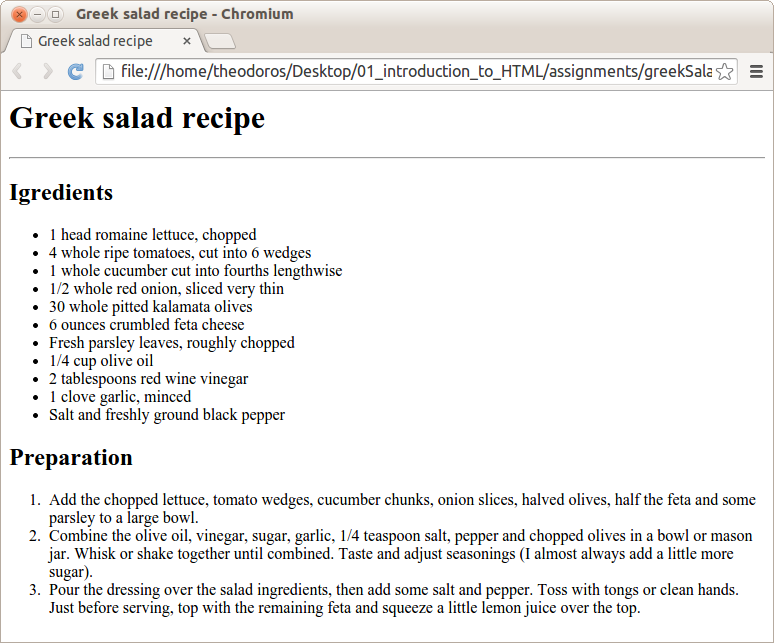 Greek salad recipe - Chromium
Greek salad recipe
file:///home/theodoros/Desktop/01_introduction_to_HTML/assignments/greekSala
Greek salad recipe
Igredients
• 1 head romaine lettuce, chopped
• 4 whole ripe tomatoes, cut into 6 wedges
• 1 whole cucumber cut into fourths lengthwise
• 1/2 whole red onion, sliced very thin
• 30 whole pitted kalamata olives
• 6 ounces crumbled feta cheese
• Fresh parsley leaves, roughly chopped
• 1/4 cup olive oil
• 2 tablespoons red wine vinegar
• 1 clove garlic, minced
• Salt and freshly ground black pepper
Preparation
1. Add the chopped lettuce, tomato wedges, cucumber chunks, onion slices, halved olives, half the feta and some
parsley to a large bowl.
2. Combine the olive oil, vinegar, sugar, garlic, 1/4 teaspoon salt, pepper and chopped olives in a bowl or mason
jar. Whisk or shake together until combined. Taste and adjust seasonings (I almost always add a little more
sugar).
3. Pour the dressing over the salad ingredients, then add some salt and pepper. Toss with tongs or clean hands.
Just before serving, top with the remaining feta and squeeze a little lemon juice over the top.